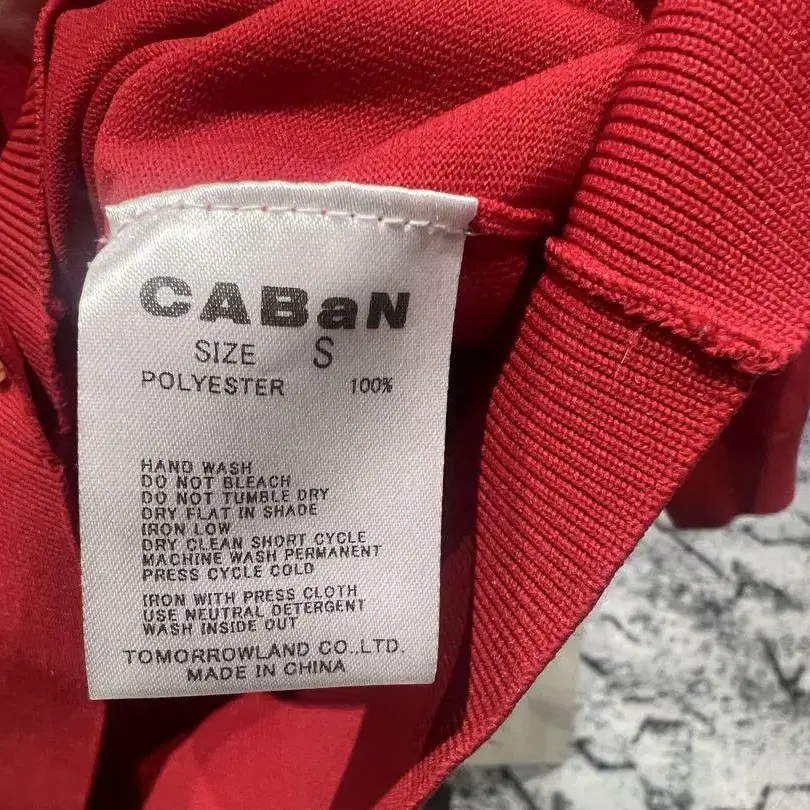 CABaN
SIZE S
POLYESTER 100%
HAND WASH
DO NOT BLEACH
DO NOT TUMBLE DRY
DRY FLAT IN SHADE
IRON LOW
DRY CLEAN SHORT CYCLE
MACHINE WASH PERMANENT
PRESS CYCLE COLD
IRON WITH PRESS CLOTH
USE NEUTRAL DETERGENT
WASH INSIDE OUT
TOMORROWLAND CO.,LTD.
MADE IN CHINA